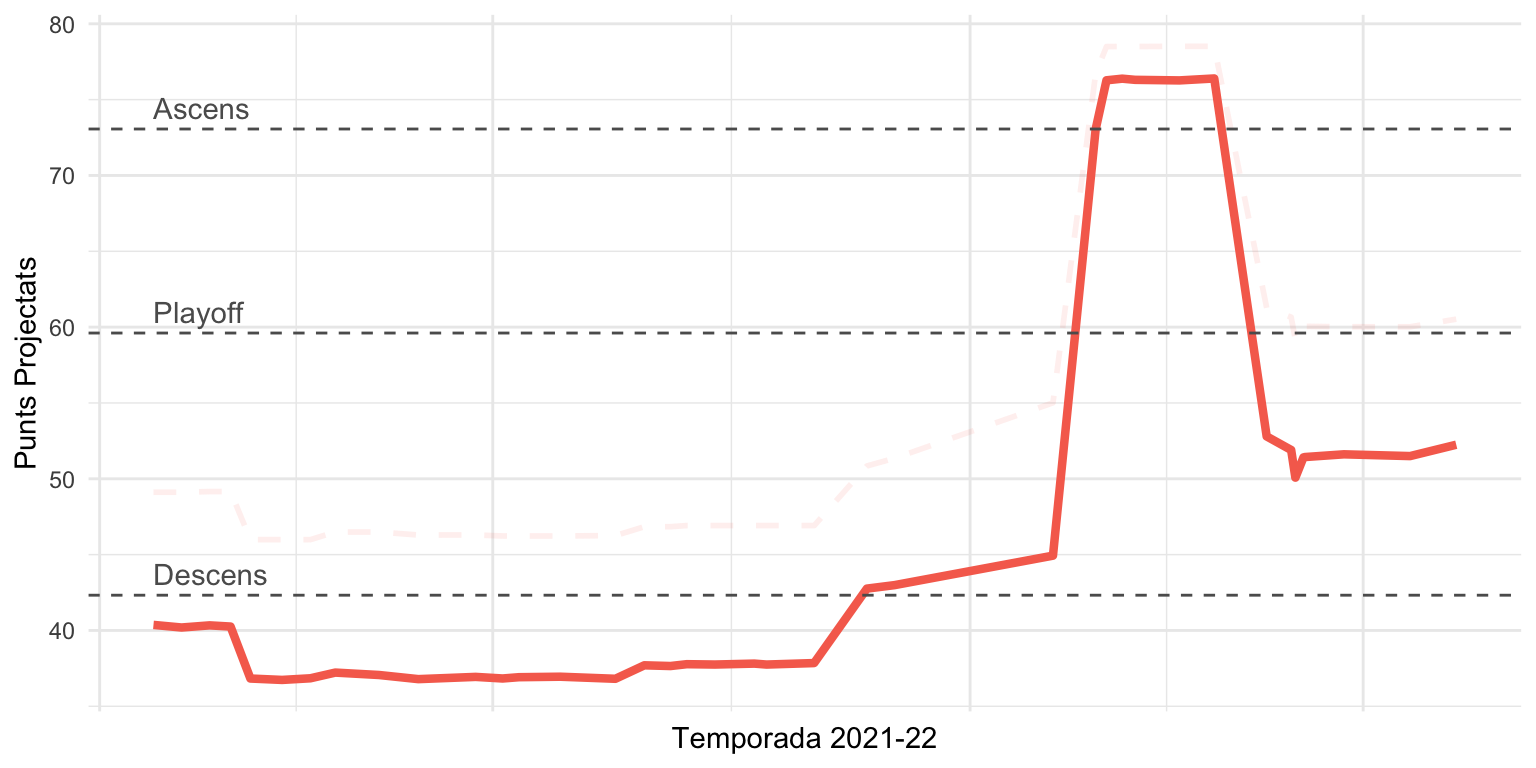 80
Ascens
70
Playoff
60
Punts Projectats
50
Descens
40
Temporada 2021-22